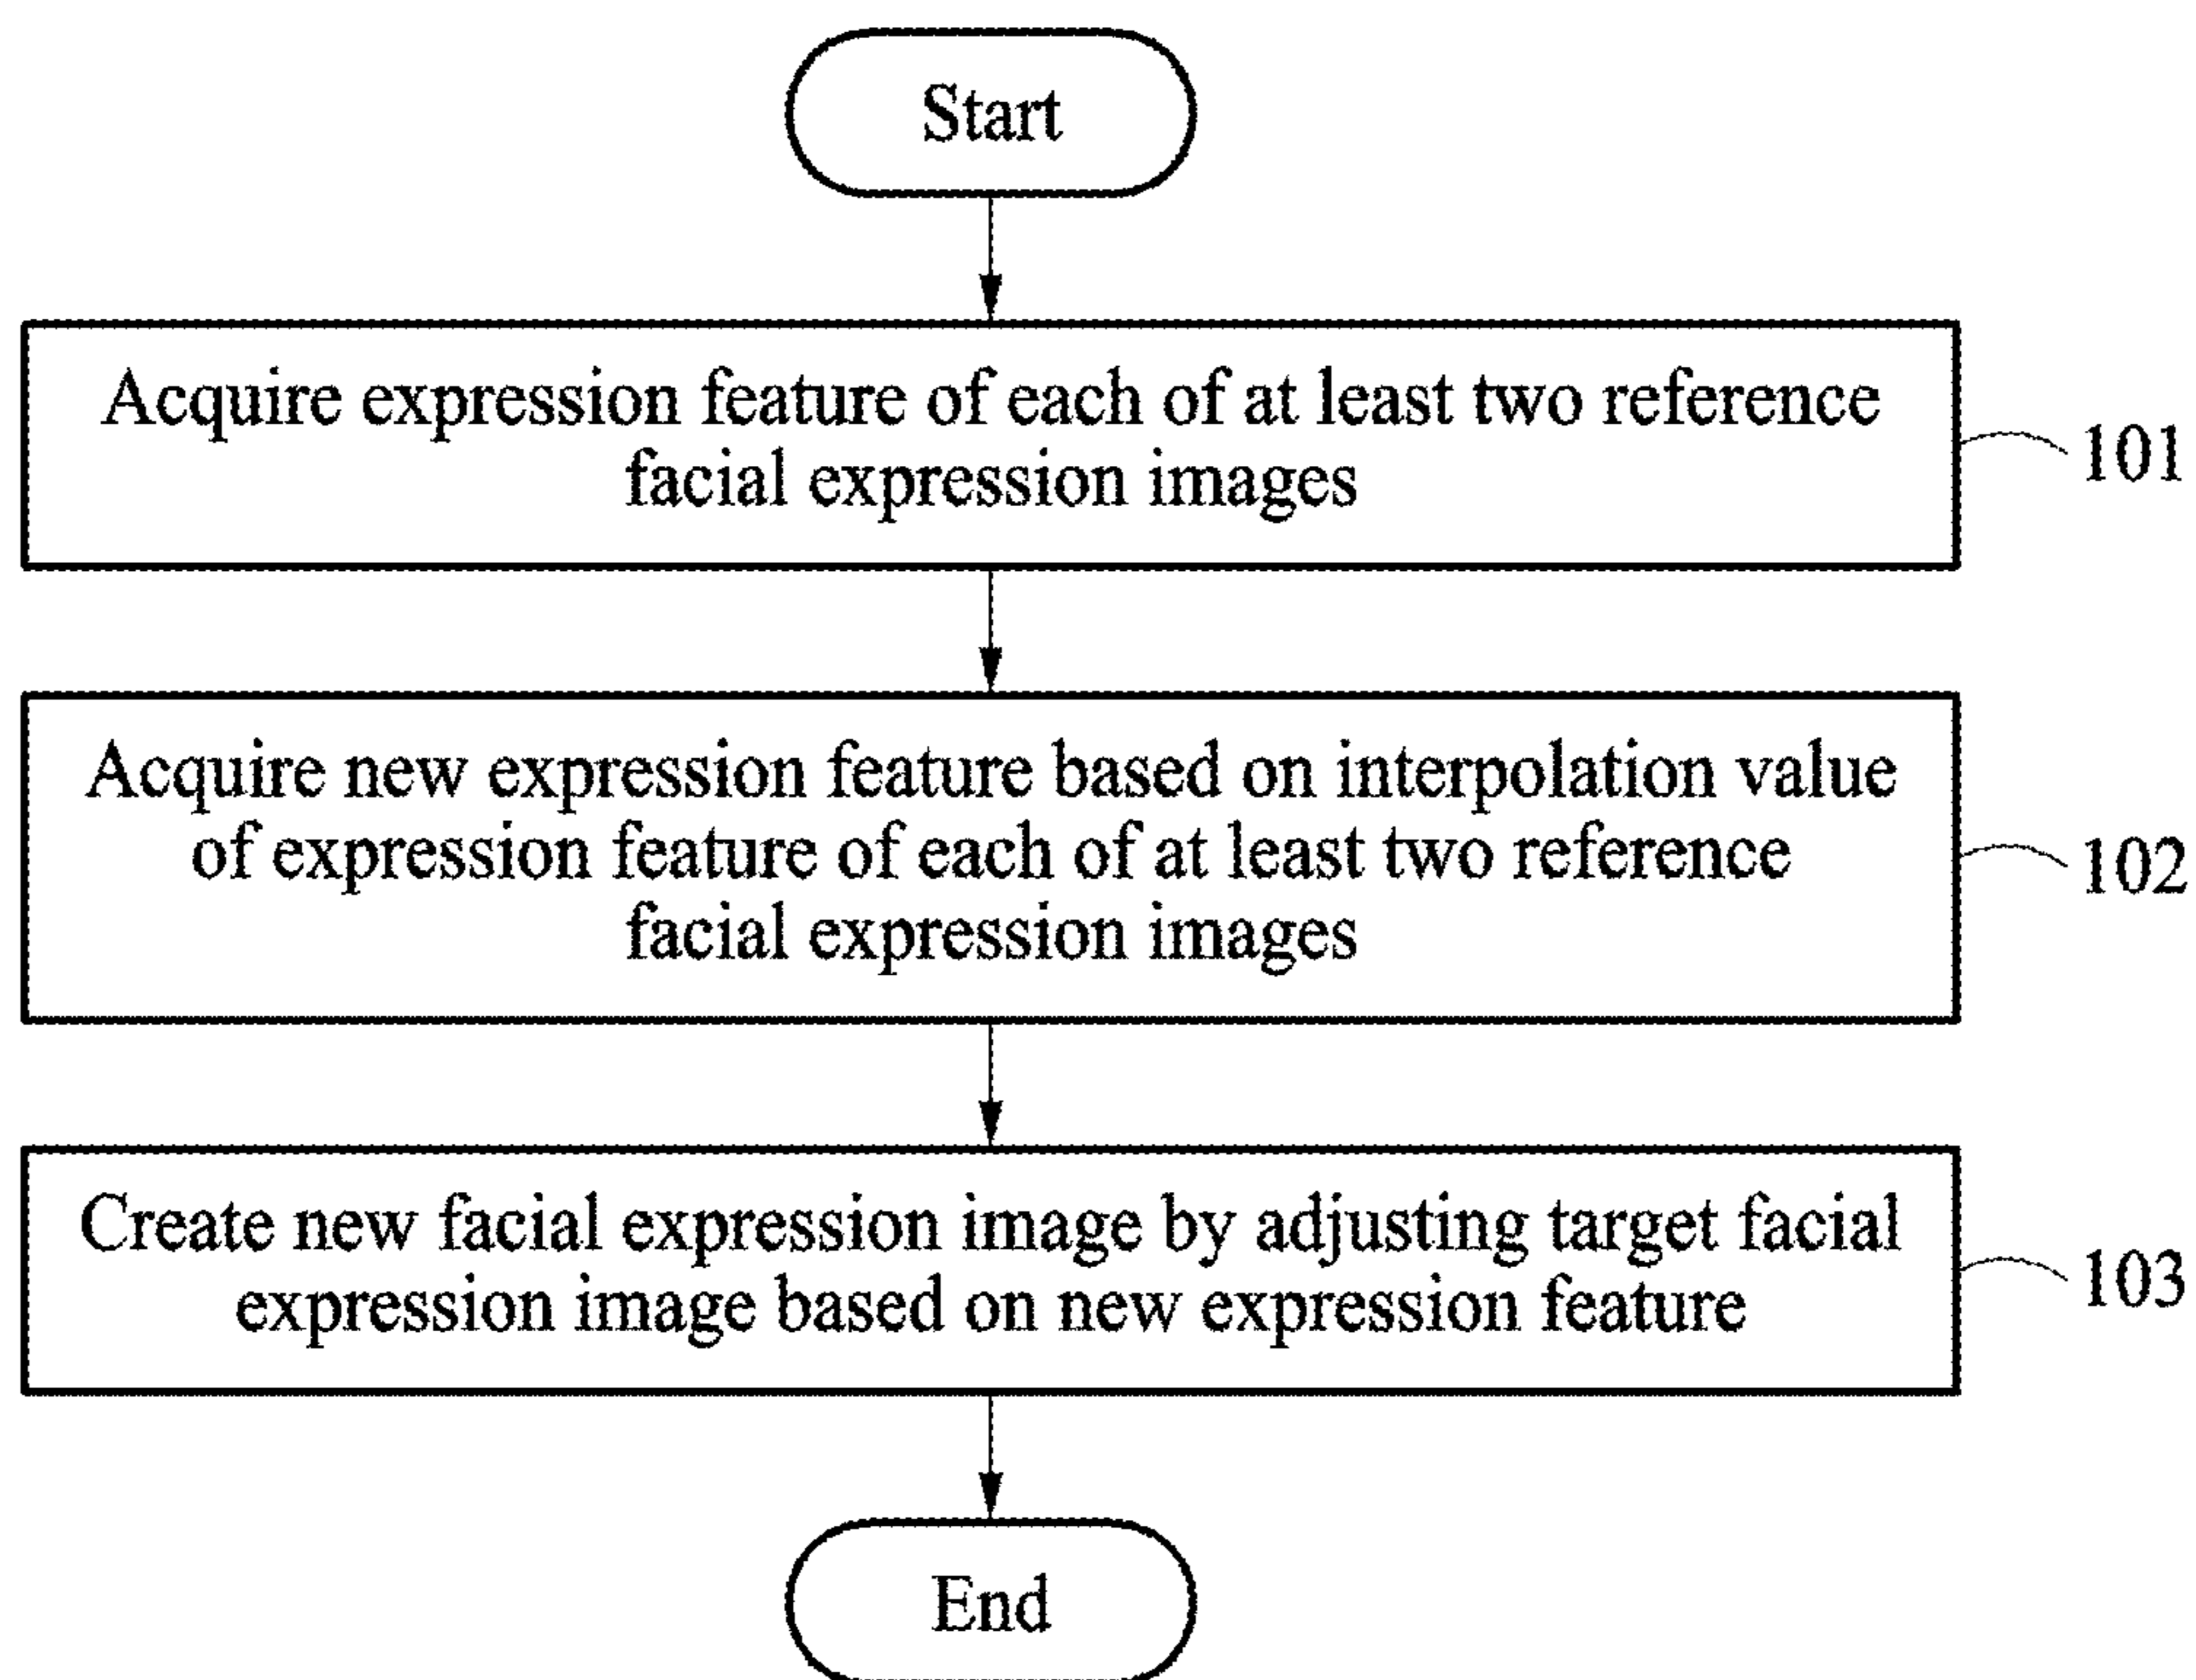 Start
Acquire expression feature of each of at least two reference
facial expression images
101
Acquire new expression feature based on interpolation value
of expression feature of each of at least two reference
facial expression images
102
Create new facial expression image by adjusting target facial
expression image based on new expression feature
103
End